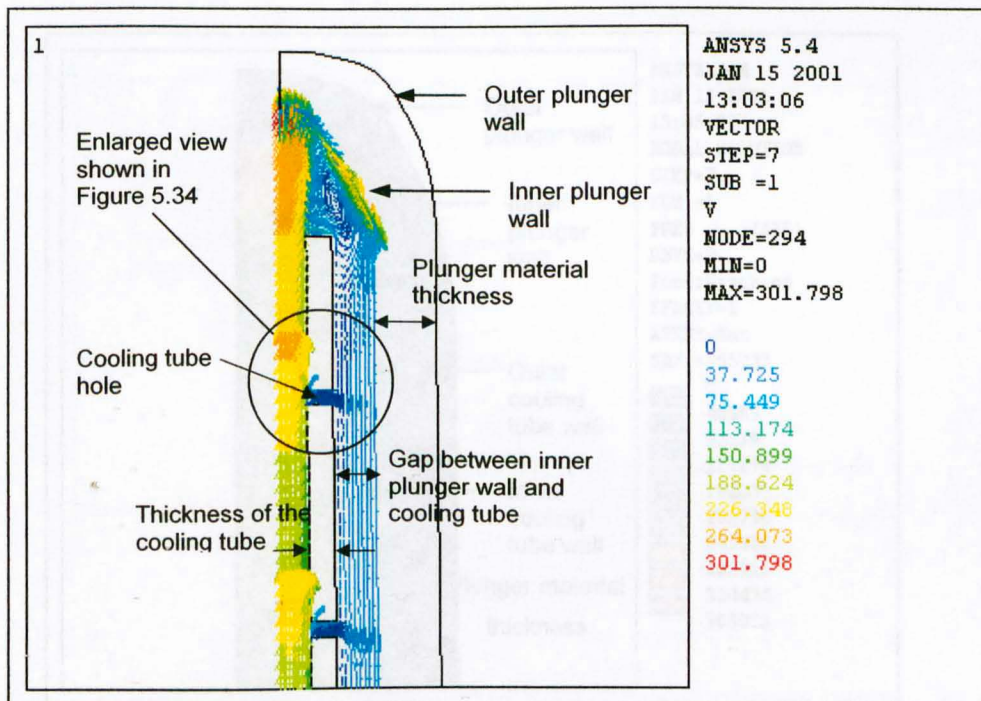 1
Outer plunger
wall
Enlarged view
shown in
Figure 5.34
Inner plunger
wall
Plunger material
thickness
Cooling tube
hole
Gap between inner
plunger wall and
cooling tube
Thickness of the
cooling tube
ANSYS 5.4
JAN 15 2001
13:03:06
VECTOR
STEP=7
SUB =1
V
NODE=294
MIN=0
MAX=301.798
0
37.725
75.449
113.174
150.899
188.624
226.348
264.073
301.798